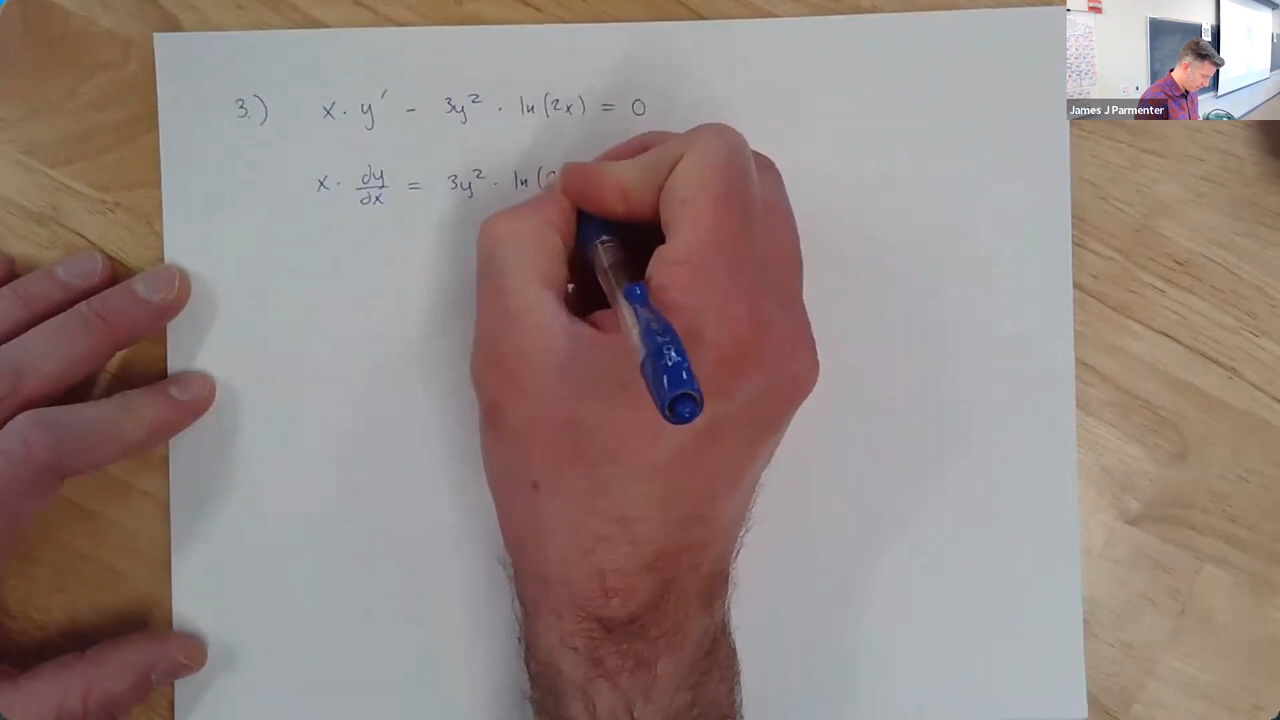 3.) x · y′ - 3y² · ln(2x) = 0
x · dy/dx = 3y² · ln(
James J Parmenter